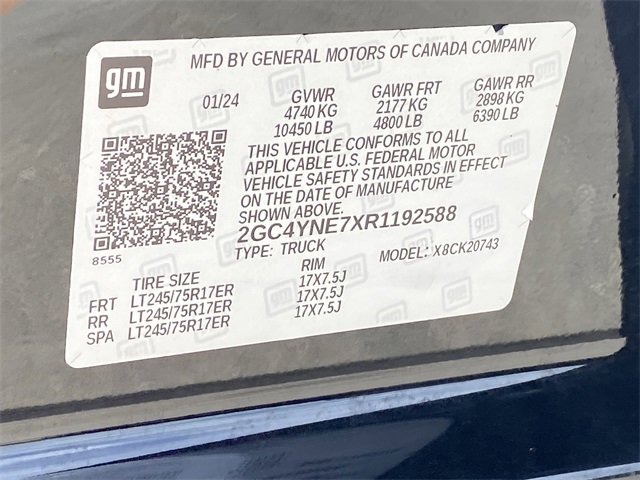 gm
MFD BY GENERAL MOTORS OF CANADA COMPANY
01/24 GVWR GAWR FRT GAWR RR
4740 KG 2177 KG 2898 KG
10450 LB 4800 LB 6390 LB
THIS VEHICLE CONFORMS TO ALL
APPLICABLE U.S. FEDERAL MOTOR
VEHICLE SAFETY STANDARDS IN EFFECT
ON THE DATE OF MANUFACTURE
SHOWN ABOVE.
2GC4YNE7XR1192588
TYPE: TRUCK MODEL: X8CK20743
8555
TIRE SIZE RIM
FRT LT245/75R17ER 17X7.5J
RR LT245/75R17ER 17X7.5J
SPA LT245/75R17ER 17X7.5J